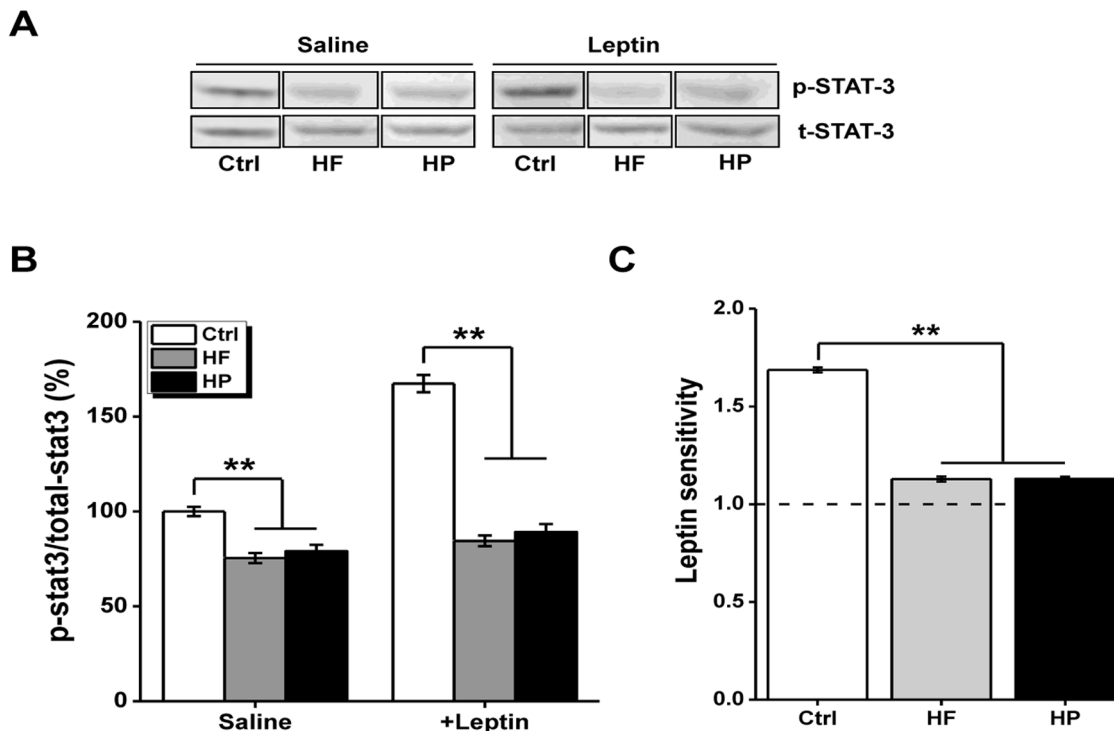 A
Saline Leptin
p-STAT-3
t-STAT-3
Ctrl HF HP Ctrl HF HP
B
p-stat3/total-stat3 (%)
200
150
100
50
0
Ctrl
HF
HP
**
**
Saline +Leptin
C
Leptin sensitivity
2.0
1.5
1.0
0.5
0.0
**
Ctrl HF HP